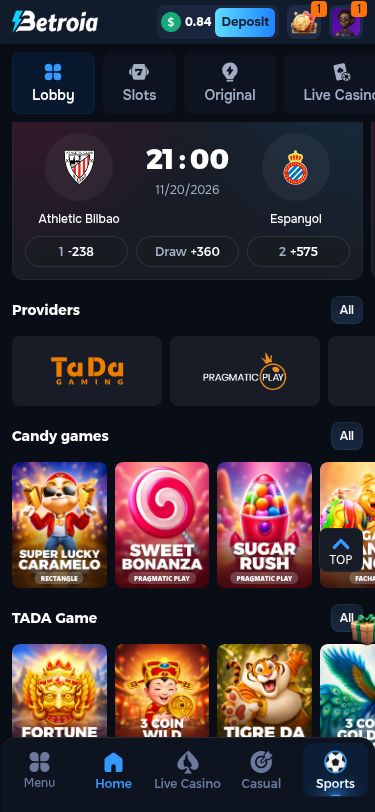 Betroia
$ 0.84 Deposit
1
1
Lobby
Slots
Original
Live Casino
21:00
11/20/2026
Athletic Bilbao
Espanyol
1 -238
Draw +360
2 +575
Providers
All
TaDa
GAMING
PRAGMATIC PLAY
Candy games
All
SUPER LUCKY
CARAMELO
RECTANGLE
SWEET
BONANZA
PRAGMATIC PLAY
SUGAR
RUSH
PRAGMATIC PLAY
TOP
TADA Game
All
FORTUNE
3 COIN
WILD
TIGRE DA
3 CO
GOL
Menu
Home
Live Casino
Casual
Sports